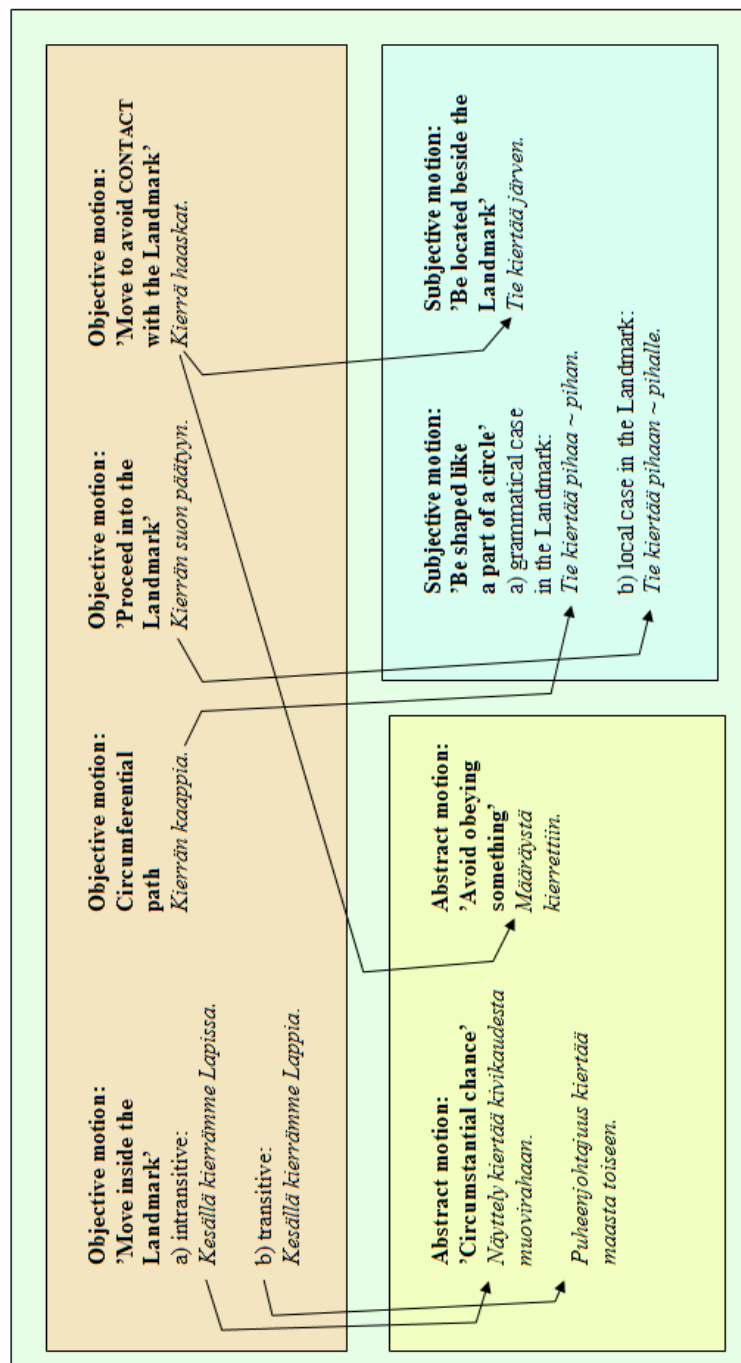 Objective motion:
’Move inside the
Landmark’
a) intransitive:
Kesällä kierrämme Lapissa.
b) transitive:
Kesällä kierrämme Lappia.
Objective motion:
Circumferential
path
Kierrän kaappia.
Objective motion:
’Proceed into the
Landmark’
Kierrän suon päätyyn.
Objective motion:
’Move to avoid CONTACT
with the Landmark’
Kierrä haaskat.
Abstract motion:
’Circumstantial chance’
Näyttely kiertää kivikaudesta
muovirahaan.
Puheenjohtajuus kiertää
maasta toiseen.
Abstract motion:
’Avoid obeying
something’
Määräystä
kierrettiin.
Subjective motion:
’Be shaped like
a part of a circle’
a) grammatical case
in the Landmark:
Tie kiertää pihaa ~ pihan.
b) local case in the Landmark:
Tie kiertää pihaan ~ pihalle.
Subjective motion:
’Be located beside the
Landmark’
Tie kiertää järven.